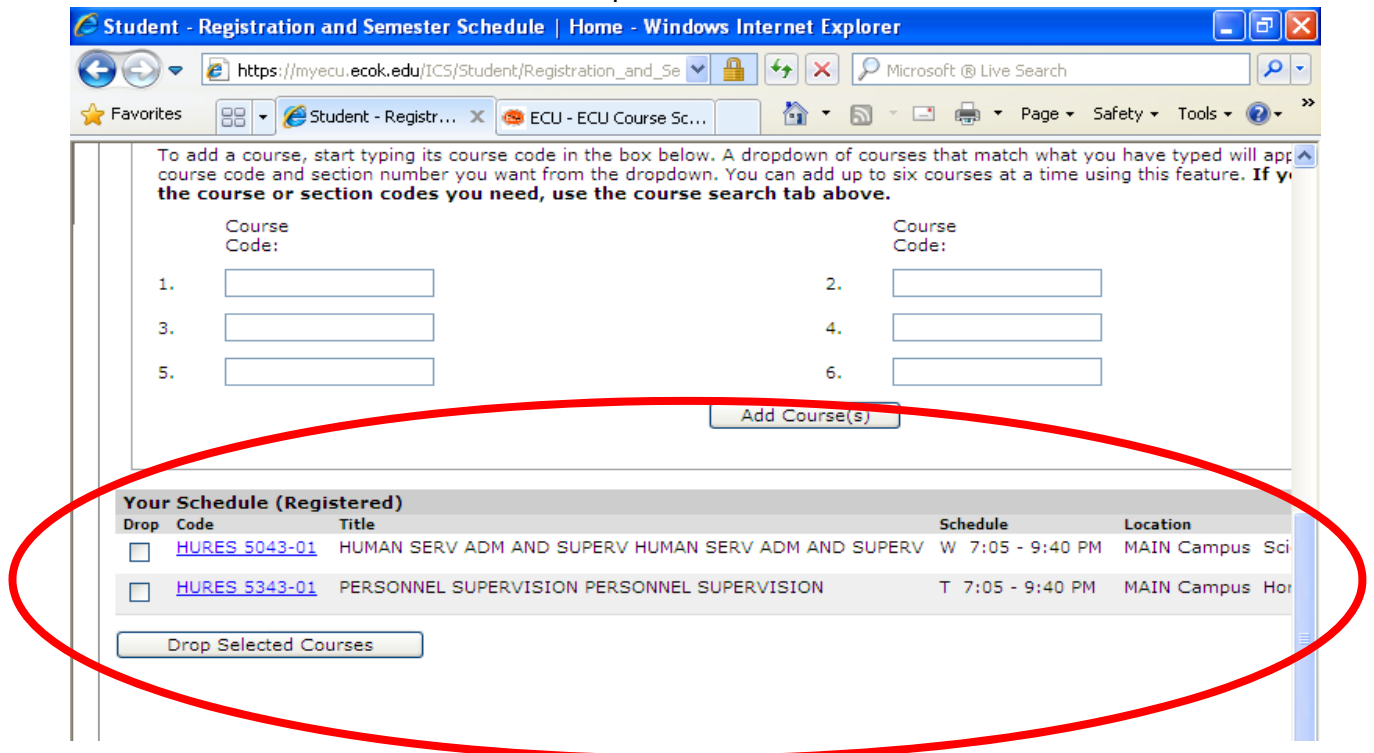 Student - Registration and Semester Schedule | Home - Windows Internet Explorer
https://myecu.ecok.edu/ICS/Student/Registration_and_Se Microsoft ® Live Search
Favorites Student - Registr... X ECU - ECU Course Sc... Page Safety Tools »
To add a course, start typing its course code in the box below. A dropdown of courses that match what you have typed will app
course code and section number you want from the dropdown. You can add up to six courses at a time using this feature. If y
the course or section codes you need, use the course search tab above.
Course Code: Course Code:
1. 2.
3. 4.
5. 6.
Add Course(s)
Your Schedule (Registered)
Drop Code Title Schedule Location
HURES 5043-01 HUMAN SERV ADM AND SUPERV HUMAN SERV ADM AND SUPERV W 7:05 - 9:40 PM MAIN Campus Sci
HURES 5343-01 PERSONNEL SUPERVISION PERSONNEL SUPERVISION T 7:05 - 9:40 PM MAIN Campus Hor
Drop Selected Courses